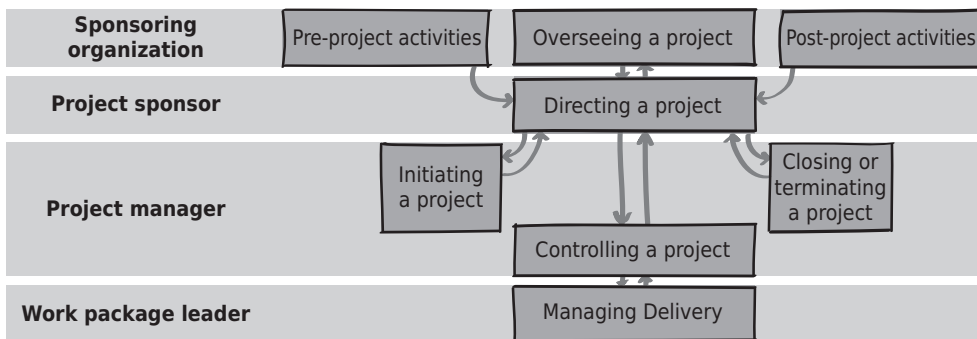 Sponsoring
organization
Pre-project activities
Overseeing a project
Post-project activities
Project sponsor
Directing a project
Project manager
Initiating
a project
Closing or
terminating
a project
Controlling a project
Work package leader
Managing Delivery